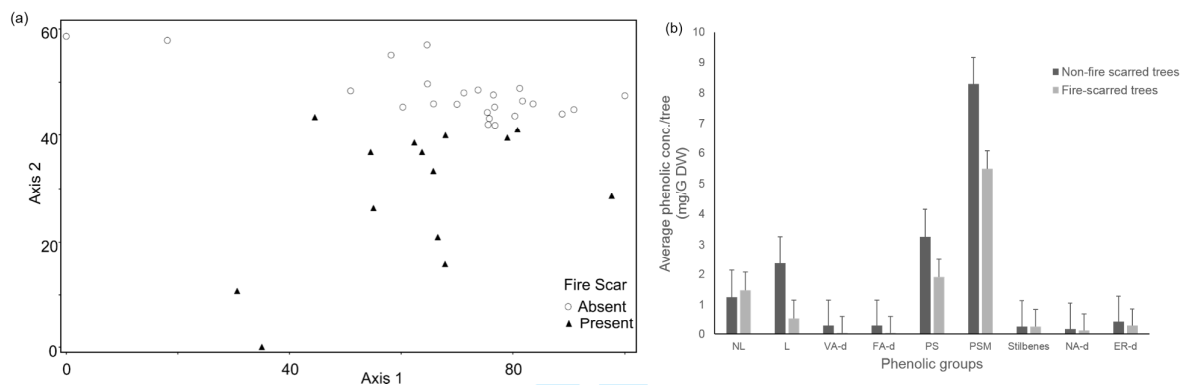 (a)
60
40
20
0
Axis 2
0
40
80
Axis 1
Fire Scar
Absent
Present
(b)
10
9
8
7
6
5
4
3
2
1
0
Average phenolic conc./tree
(mg/G DW)
Non-fire scarred trees
Fire-scarred trees
NL L VA-d FA-d PS PSM Stilbenes NA-d ER-d
Phenolic groups